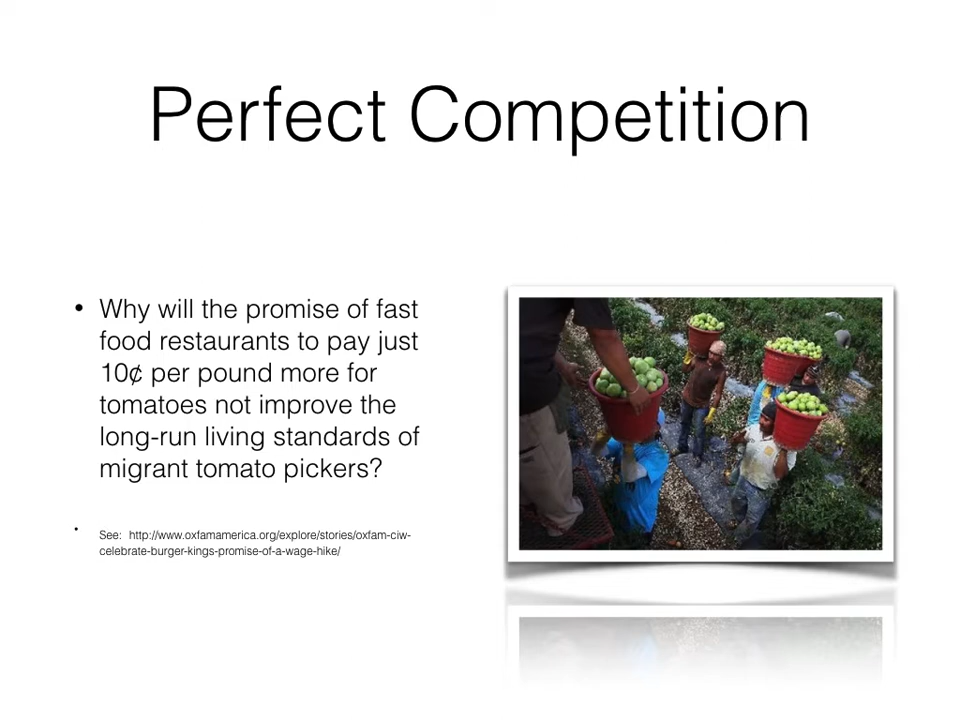 Perfect Competition
• Why will the promise of fast
food restaurants to pay just
10¢ per pound more for
tomatoes not improve the
long-run living standards of
migrant tomato pickers?
• See: http://www.oxfamamerica.org/explore/stories/oxfam-ciw-
celebrate-burger-kings-promise-of-a-wage-hike/